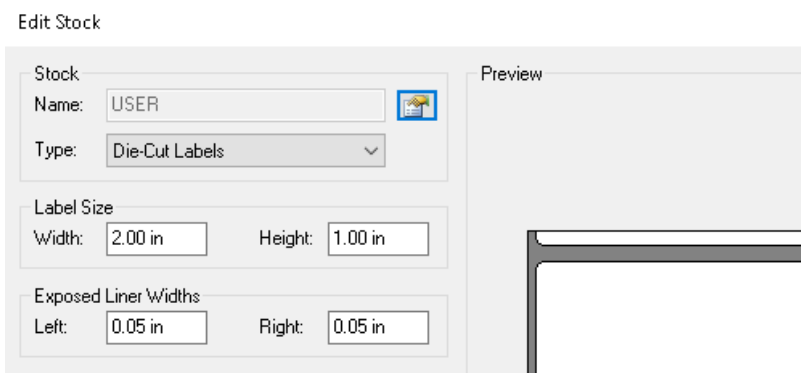 Edit Stock
Stock
Name: USER
Type: Die-Cut Labels
Label Size
Width: 2.00 in Height: 1.00 in
Exposed Liner Widths
Left: 0.05 in Right: 0.05 in
Preview